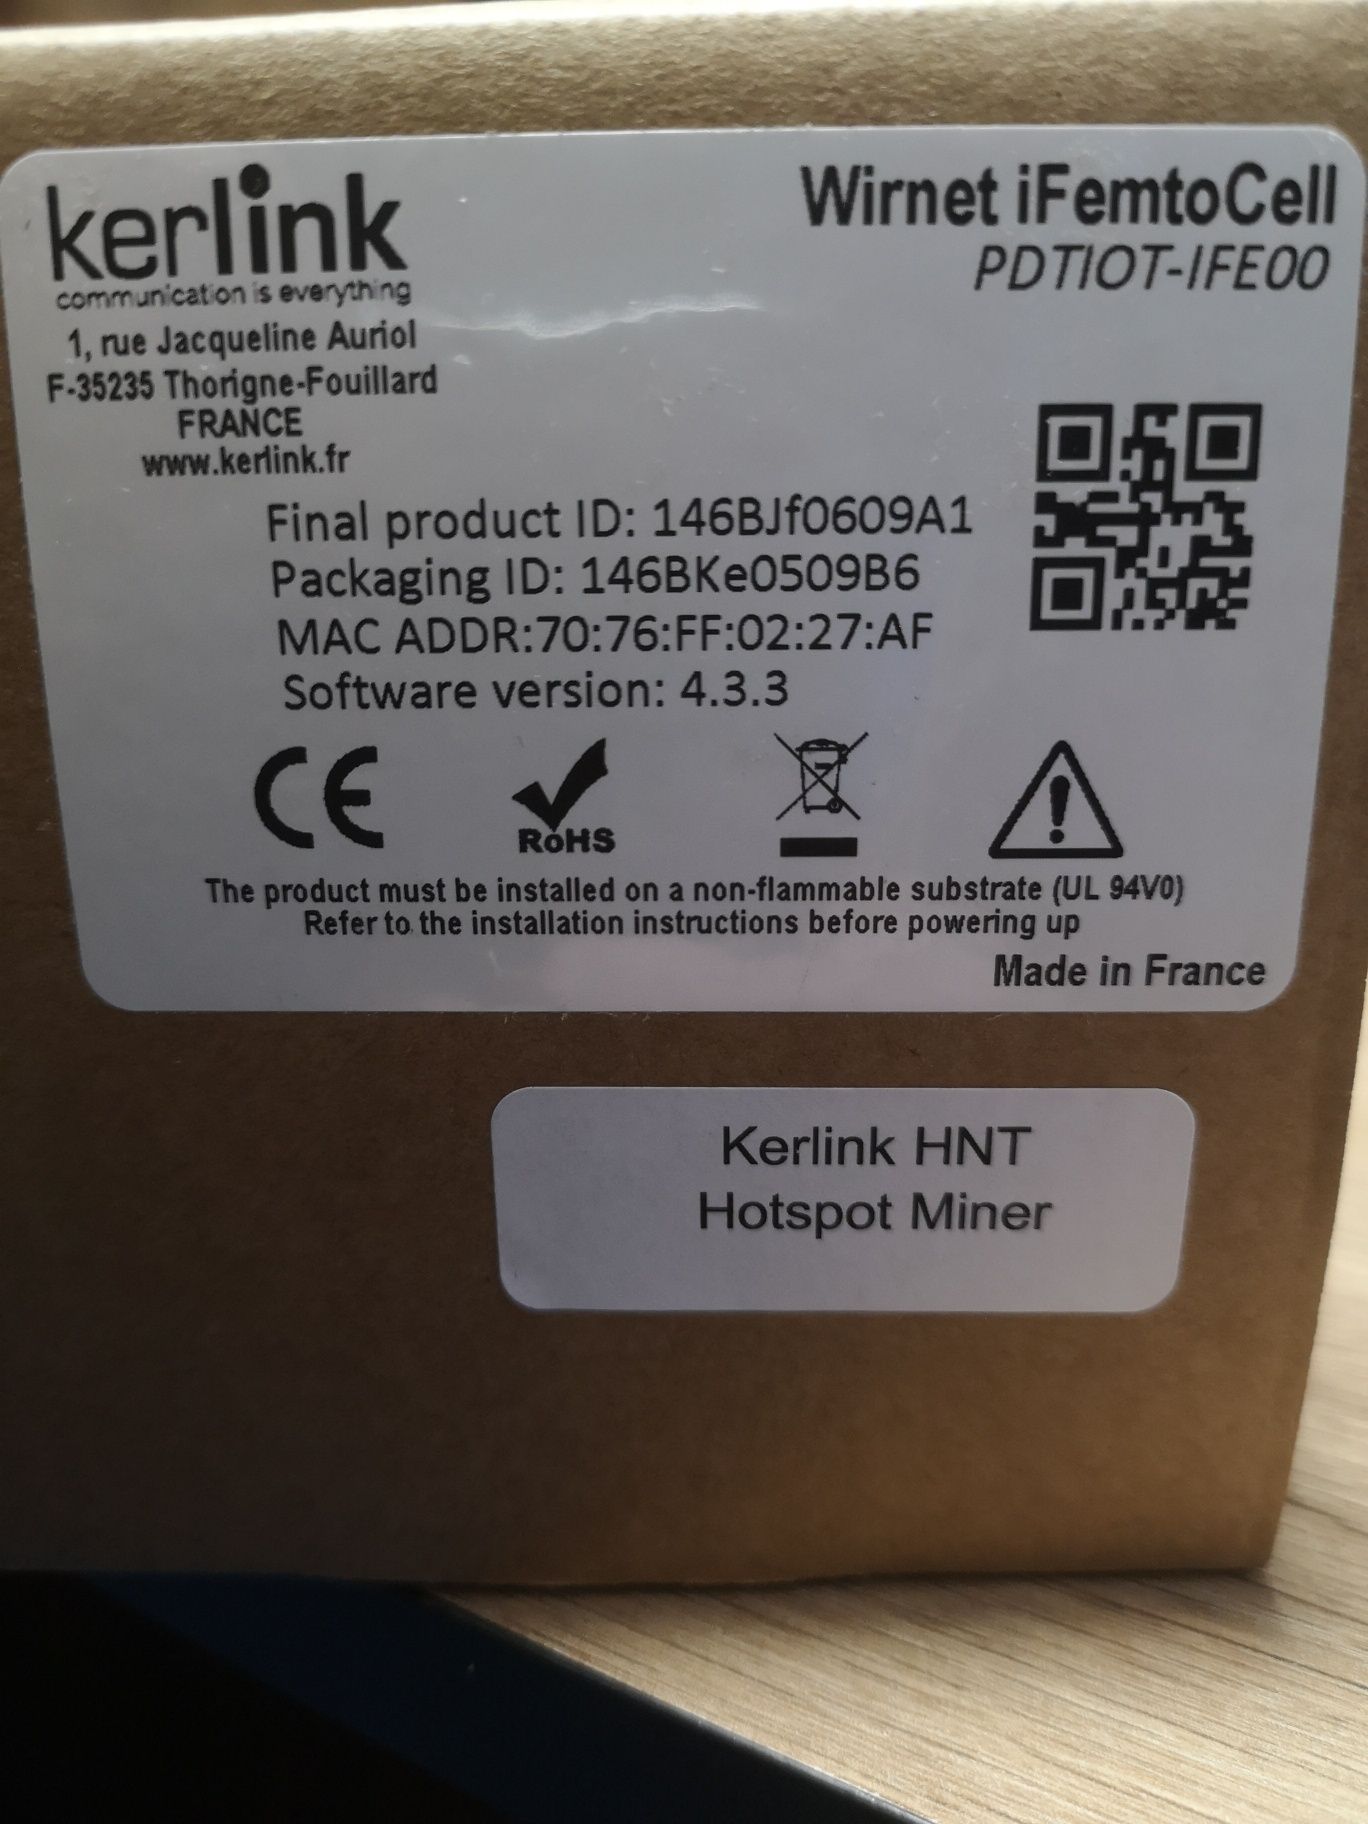 kerlink
communication is everything
1, rue Jacqueline Auriol
F-35235 Thorigne-Fouillard
FRANCE
www.kerlink.fr
Wirnet iFemtoCell
PDTIOT-IFE00
Final product ID: 146BJf0609A1
Packaging ID: 146BKe0509B6
MAC ADDR:70:76:FF:02:27:AF
Software version: 4.3.3
CE
RoHS
The product must be installed on a non-flammable substrate (UL 94V0)
Refer to the installation instructions before powering up
Made in France
Kerlink HNT
Hotspot Miner